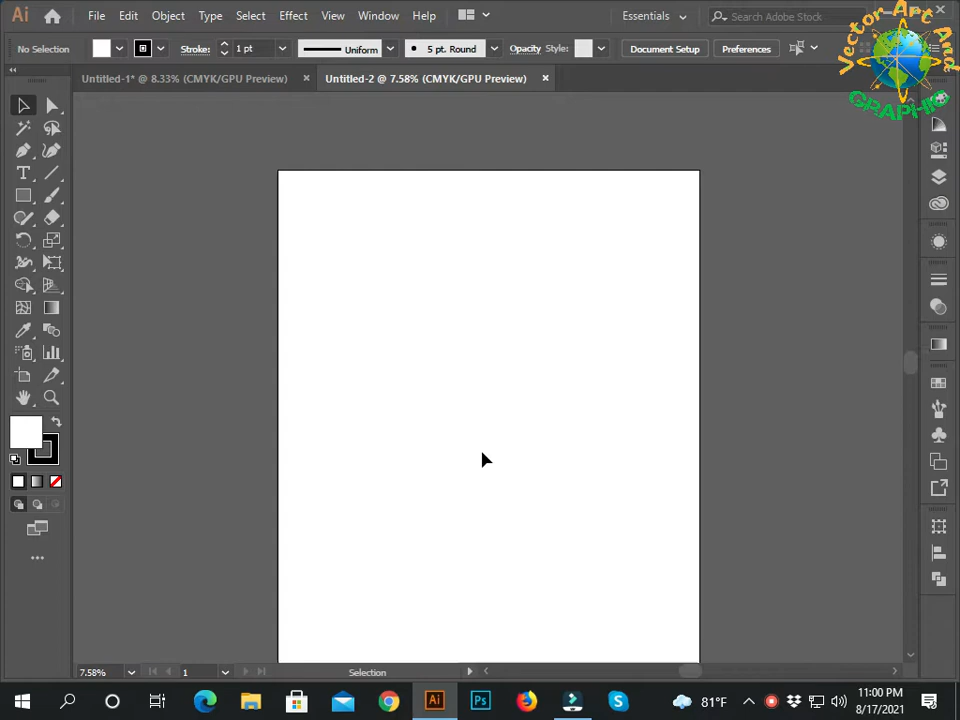 Ai File Edit Object Type Select Effect View Window Help Essentials Search Adobe Stock
No Selection Stroke: 1 pt Uniform 5 pt. Round Opacity Style: Document Setup Preferences
Vector Art And
GRAPHIC
Untitled-1* @ 8.33% (CMYK/GPU Preview) × Untitled-2 @ 7.58% (CMYK/GPU Preview) ×
T
7.58% 1 Selection
Ai Ps S 81°F 11:00 PM
8/17/2021